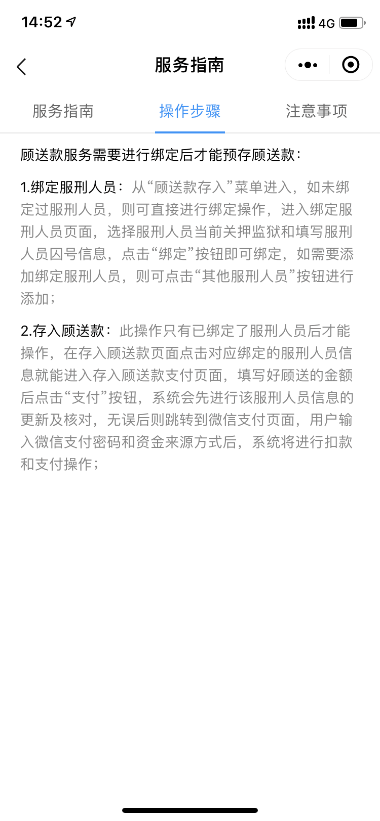 14:52
4G
服务指南
服务指南
操作步骤
注意事项
顾送款服务需要进行绑定后才能预存顾送款：
1.绑定服刑人员：从“顾送款存入”菜单进入，如未绑
定过服刑人员，则可直接进行绑定操作，进入绑定服
刑人员页面，选择服刑人员当前关押监狱和填写服刑
人员囚号信息，点击“绑定”按钮即可绑定，如需要添
加绑定服刑人员，则可点击“其他服刑人员”按钮进行
添加；
2.存入顾送款：此操作只有已绑定了服刑人员后才能
操作，在存入顾送款页面点击对应绑定的服刑人员信
息就能进入存入顾送款支付页面，填写好顾送的金额
后点击“支付”按钮，系统会先进行该服刑人员信息的
更新及核对，无误后则跳转到微信支付页面，用户输
入微信支付密码和资金来源方式后，系统将进行扣款
和支付操作；